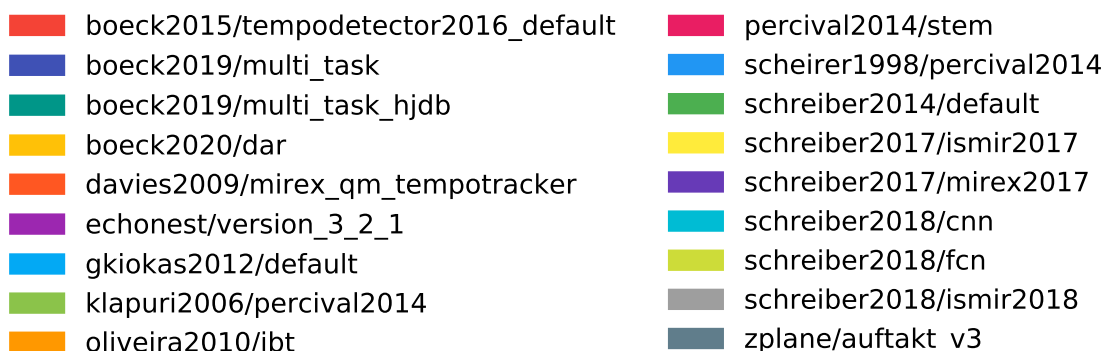 boeck2015/tempodetector2016_default
boeck2019/multi_task
boeck2019/multi_task_hjdb
boeck2020/dar
davies2009/mirex_qm_tempotracker
echonest/version_3_2_1
gkiokas2012/default
klapuri2006/percival2014
oliveira2010/ibt
percival2014/stem
scheirer1998/percival2014
schreiber2014/default
schreiber2017/ismir2017
schreiber2017/mirex2017
schreiber2018/cnn
schreiber2018/fcn
schreiber2018/ismir2018
zplane/auftakt_v3